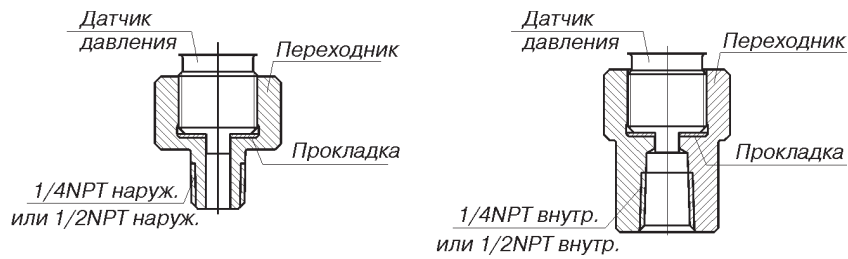 Датчик
давления
Переходник
Прокладка
1/4NPT наруж.
или 1/2NPT наруж.
Датчик
давления
Переходник
Прокладка
1/4NPT внутр.
или 1/2NPT внутр.